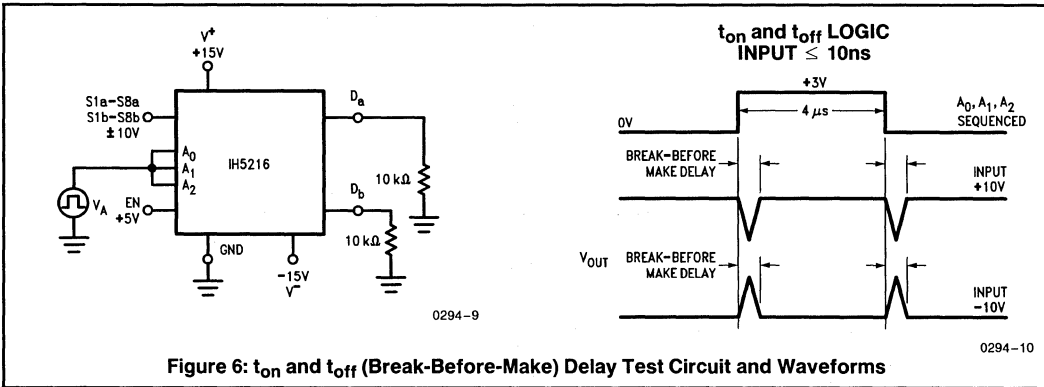 V+
+15V
S1a-S8a
S1b-S8b
±10V
A0
A1
A2
IH5216
VA
EN
+5V
GND
-15V
V-
Da
10 kΩ
Db
10 kΩ
0294-9
ton and toff LOGIC
INPUT ≤ 10ns
+3V
4 μs
0V
A0, A1, A2
SEQUENCED
BREAK-BEFORE
MAKE DELAY
INPUT
+10V
VOUT
BREAK-BEFORE
MAKE DELAY
INPUT
-10V
0294-10
Figure 6: ton and toff (Break-Before-Make) Delay Test Circuit and Waveforms